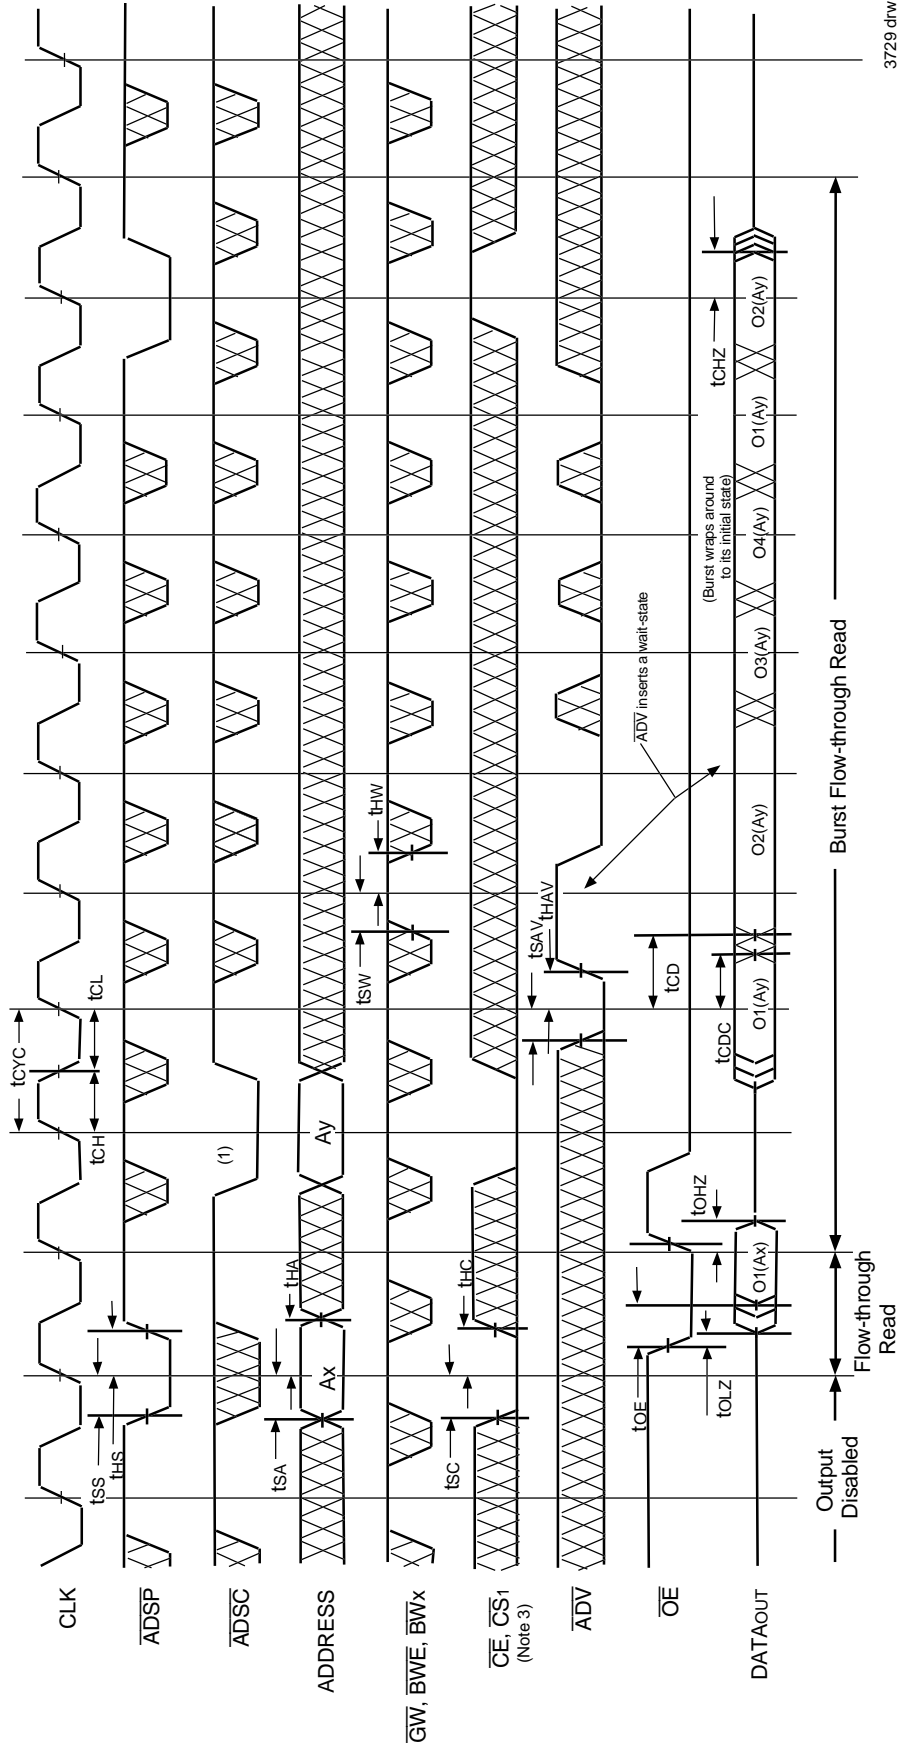 CLK
tCYC
tCH
tCL
ADSP
tSS
tHS
ADSC
(1)
ADDRESS
tSA
tHA
Ax
Ay
GW, BWE, BWx
tSW
tHW
CE, CS1
(Note 3)
tSC
tHC
ADV
tSAV
tHAV
ADV inserts a wait-state
OE
tOE
tOHZ
tOLZ
tCD
tCDC
(Burst wraps around
to its initial state)
tCHZ
DATAOUT
O1(Ax)
O1(Ay)
O2(Ay)
O3(Ay)
O4(Ay)
O1(Ay)
O2(Ay)
Output
Disabled
Flow-through
Read
Burst Flow-through Read
3729 drw